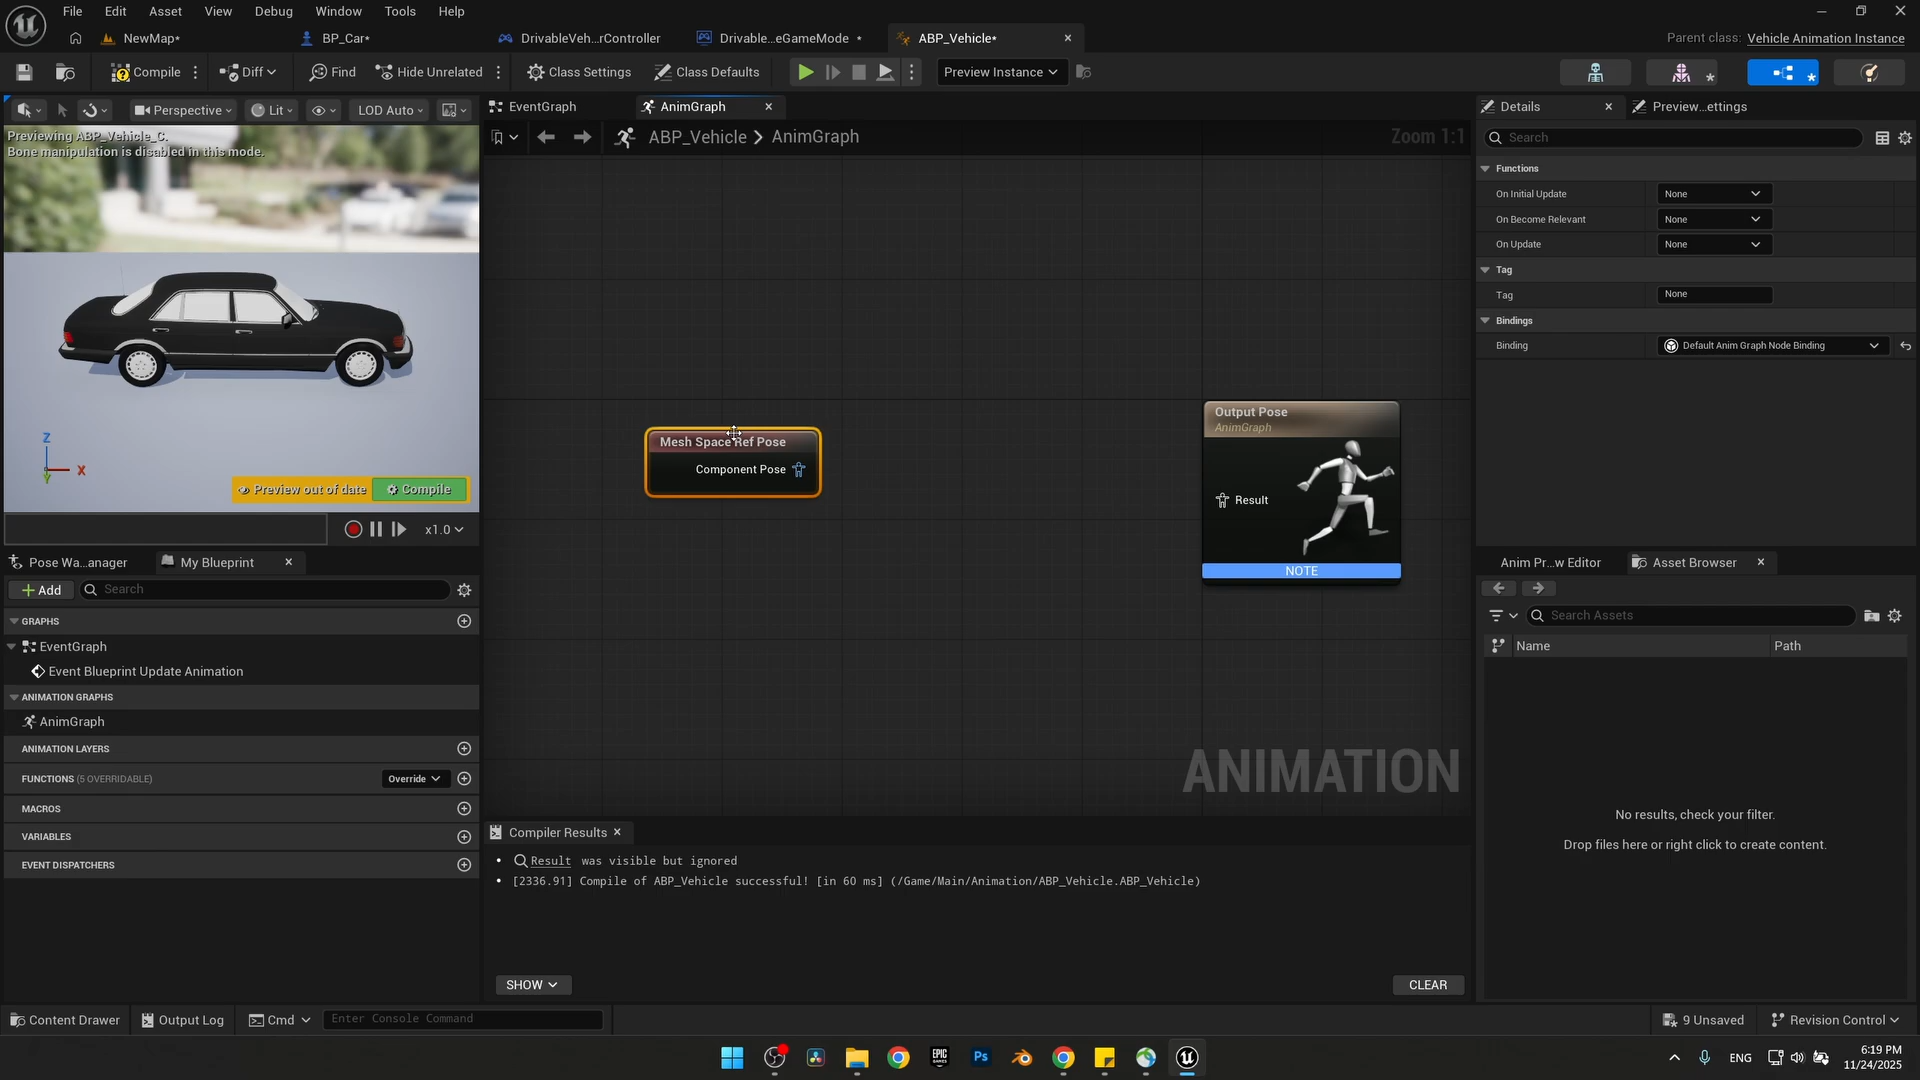 File Edit Asset View Debug Window Tools Help
NewMap* BP_Car* DrivableVeh...rController Drivable...eGameMode * ABP_Vehicle* Parent class: Vehicle Animation Instance
Compile Diff Find Hide Unrelated Class Settings Class Defaults Preview Instance
Perspective Lit LOD Auto EventGraph AnimGraph Details Preview...ettings
Previewing ABP_Vehicle_C.
Bone manipulation is disabled in this mode.
ABP_Vehicle > AnimGraph Zoom 1:1
Search
Functions
On Initial Update None
On Become Relevant None
On Update None
Tag
Tag None
Bindings
Binding Default Anim Graph Node Binding
Mesh Space Ref Pose
Component Pose
Output Pose
AnimGraph
Result
NOTE
Z
X
Y
Preview out of date Compile
x1.0
ANIMATION
Pose Wa...anager My Blueprint
Add Search
GRAPHS
EventGraph
Event Blueprint Update Animation
ANIMATION GRAPHS
AnimGraph
ANIMATION LAYERS
FUNCTIONS (5 OVERRIDABLE) Override
MACROS
VARIABLES
EVENT DISPATCHERS
Anim Pr...w Editor Asset Browser
Search Assets
Name Path
No results, check your filter.
Drop files here or right click to create content.
Compiler Results
Result was visible but ignored
[2336.91] Compile of ABP_Vehicle successful! [in 60 ms] (/Game/Main/Animation/ABP_Vehicle.ABP_Vehicle)
SHOW CLEAR
Content Drawer Output Log Cmd Enter Console Command 9 Unsaved Revision Control
EPIC GAMES Ps ENG 6:19 PM
11/24/2025